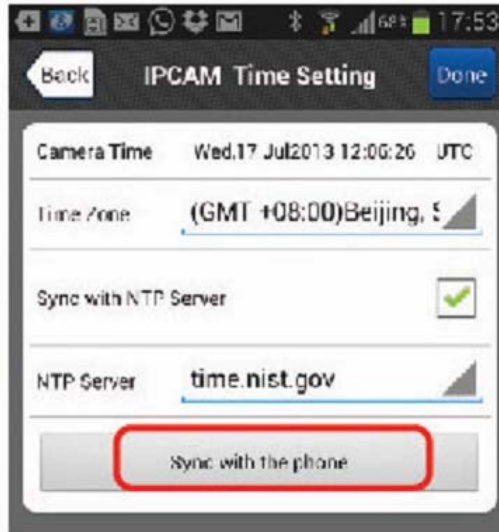 68% 17:53
Back IPCAM Time Setting Done
Camera Time Wed,17 Jul2013 12:06:26 UTC
Time Zone (GMT +08:00)Beijing, S
Sync with NTP Server
NTP Server time.nist.gov
Sync with the phone